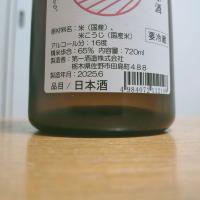 本酒
原材料名：米（国産）、
米こうじ（国産米）
アルコール分：16度
精米歩合：65% 内容量：720ml
製造者：第一酒造株式会社
栃木県佐野市田島町488
製造年月：2025.6
品目／日本酒
要冷蔵